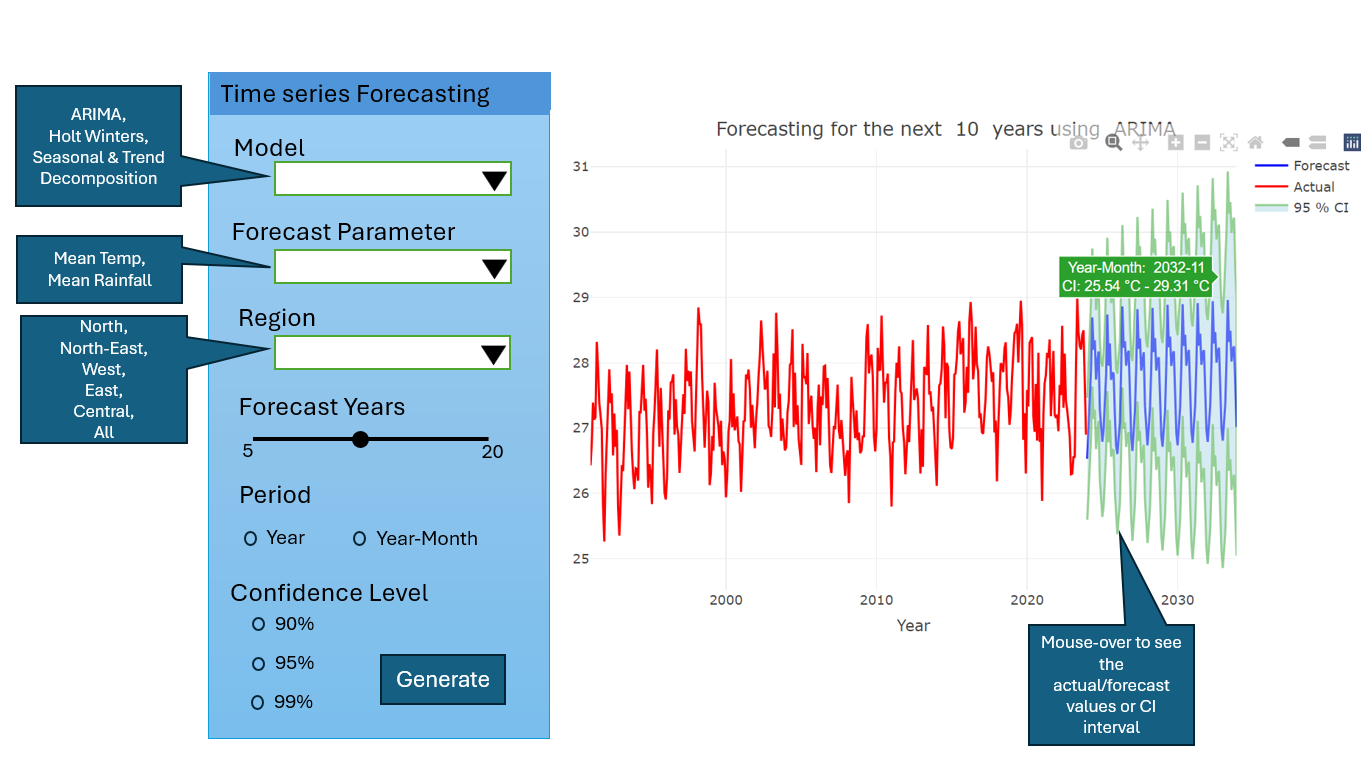 Time series Forecasting
ARIMA,
Holt Winters,
Seasonal & Trend
Decomposition
Model
Forecast Parameter
Mean Temp,
Mean Rainfall
Region
North,
North-East,
West,
East,
Central,
All
Forecast Years
5
20
Period
Year
Year-Month
Confidence Level
90%
95%
99%
Generate
Forecasting for the next 10 years using ARIMA
Forecast
Actual
95 % CI
31
30
29
28
27
26
25
Year-Month: 2032-11
CI: 25.54 °C - 29.31 °C
2000
2010
2020
2030
Year
Mouse-over to see
the
actual/forecast
values or CI
interval